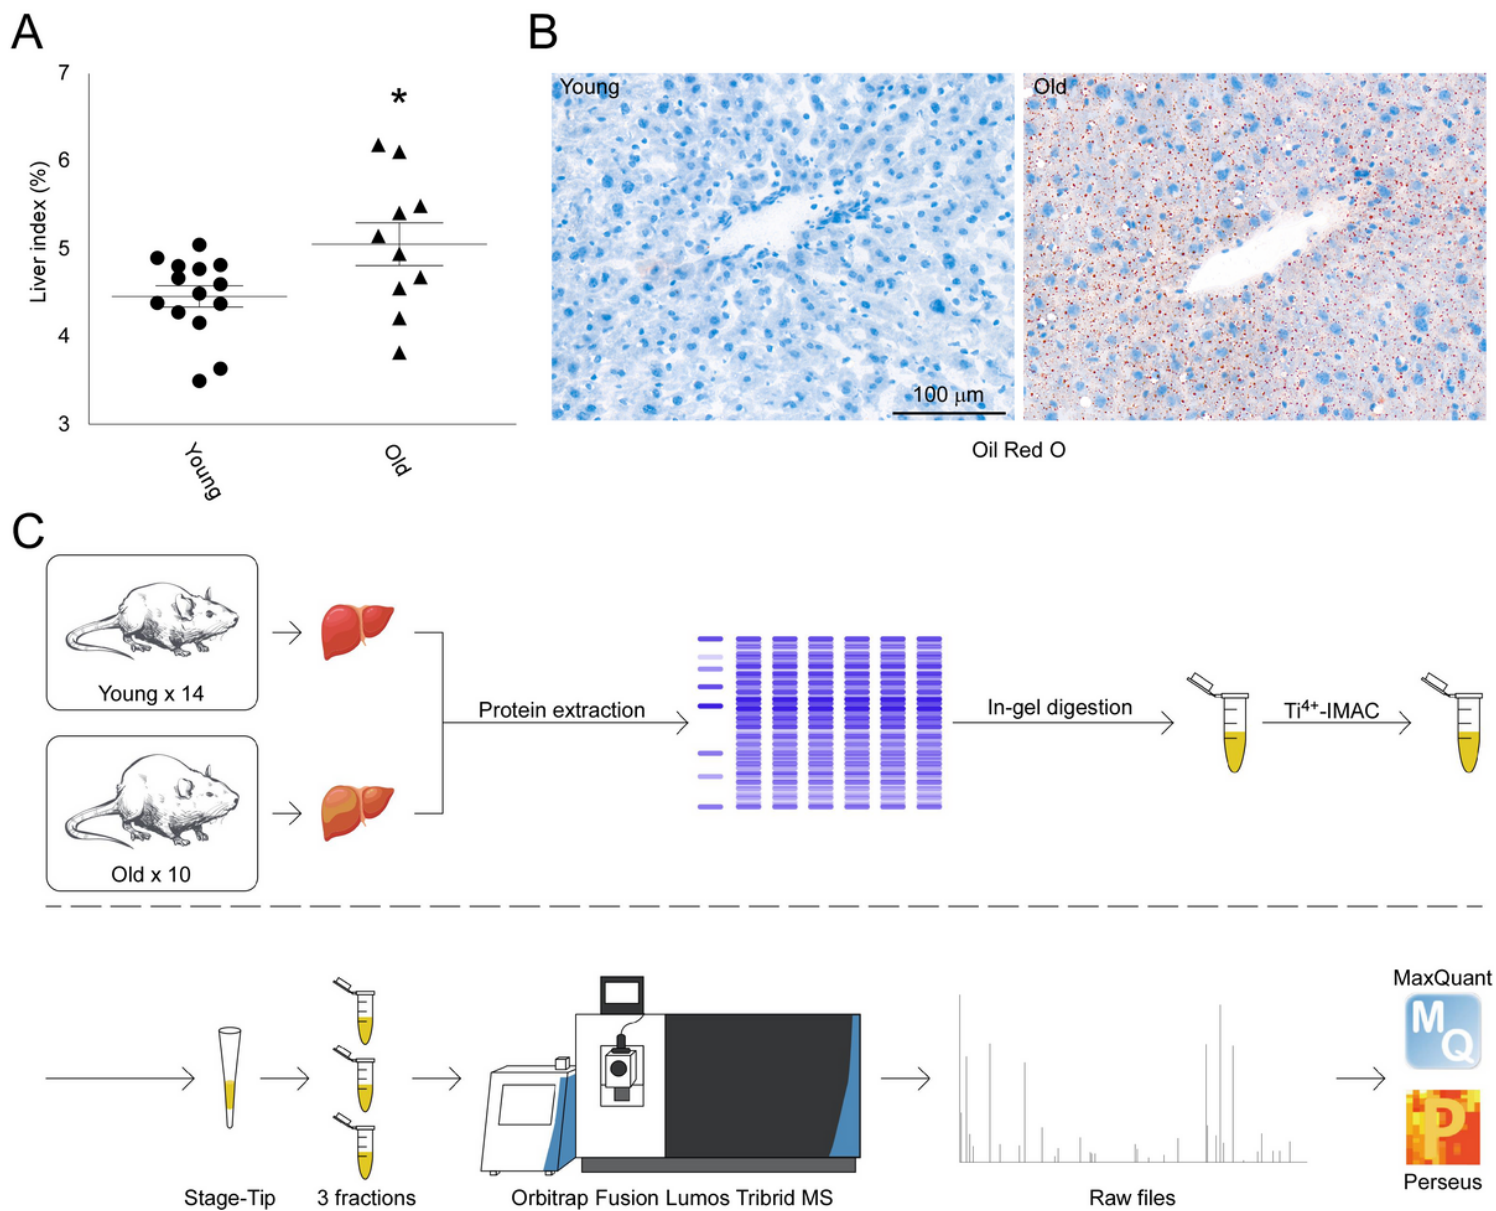 A
B
7
6
5
4
3
Liver index (%)
*
Young
Old
Young
Old
100 μm
Oil Red O
C
Young x 14
Old x 10
Protein extraction
In-gel digestion
Ti⁴⁺-IMAC
Stage-Tip
3 fractions
Orbitrap Fusion Lumos Tribrid MS
Raw files
MaxQuant
MQ
P
Perseus